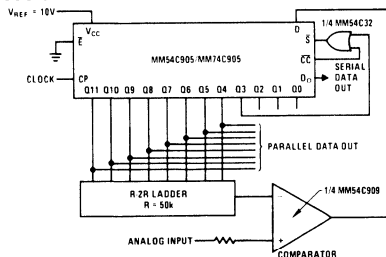 VREF = 10V
1/4 MM54C32
VCC
D
S
E
MM54C905/MM74C905
CC
SERIAL
DATA
OUT
CLOCK
CP
DO
Q11 Q10 Q9 Q8 Q7 Q6 Q5 Q4 Q3 Q2 Q1 Q0
PARALLEL DATA OUT
R-2R LADDER
R = 50k
1/4 MM54C909
-
+
ANALOG INPUT
COMPARATOR